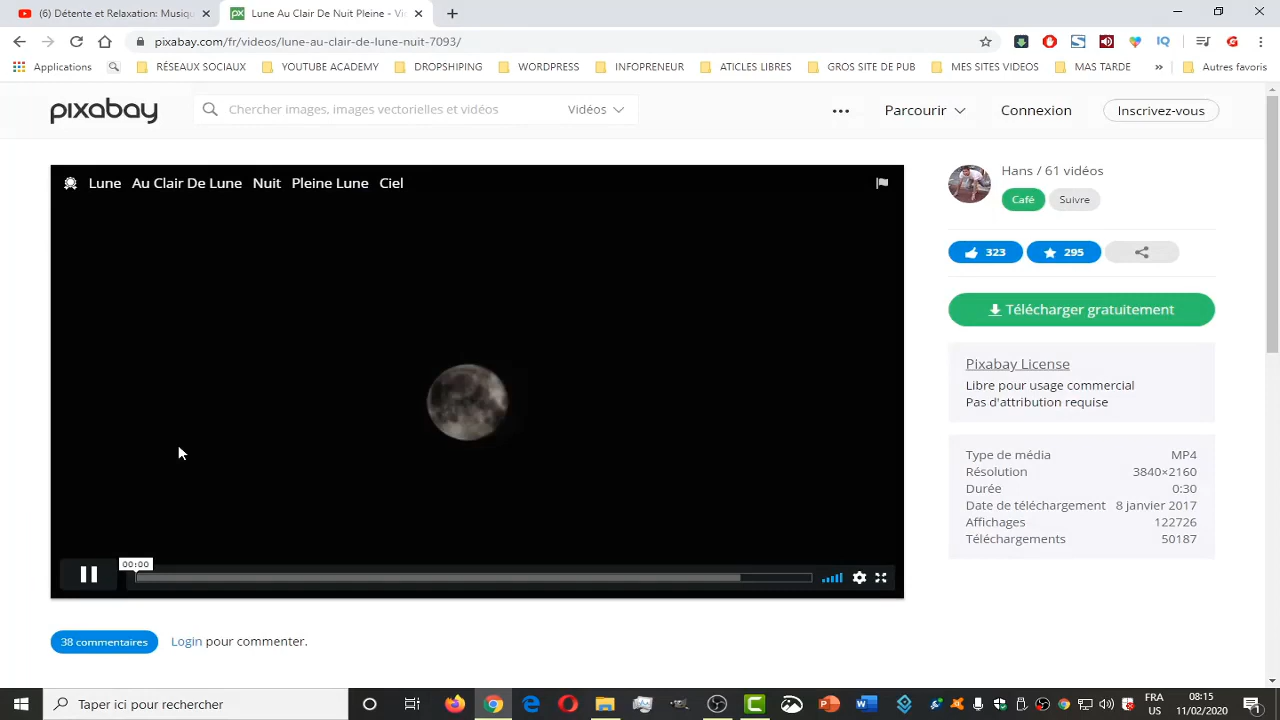 (6) Détente et Relaxation: Musiqu
Lune Au Clair De Nuit Pleine - Vi
pixabay.com/fr/videos/lune-au-clair-de-lune-nuit-7093/
Applications
RÉSEAUX SOCIAUX
YOUTUBE ACADEMY
DROPSHIPING
WORDPRESS
INFOPRENEUR
ATICLES LIBRES
GROS SITE DE PUB
MES SITES VIDEOS
MAS TARDE
»
Autres favoris
pixabay
Chercher images, images vectorielles et vidéos
Vidéos
Parcourir
Connexion
Inscrivez-vous
Lune Au Clair De Lune Nuit Pleine Lune Ciel
Hans / 61 vidéos
Café
Suivre
323
295
Télécharger gratuitement
Pixabay License
Libre pour usage commercial
Pas d'attribution requise
Type de média MP4
Résolution 3840×2160
Durée 0:30
Date de téléchargement 8 janvier 2017
Affichages 122726
Téléchargements 50187
00:00
38 commentaires
Login pour commenter.
Taper ici pour rechercher
FRA
US
08:15
11/02/2020